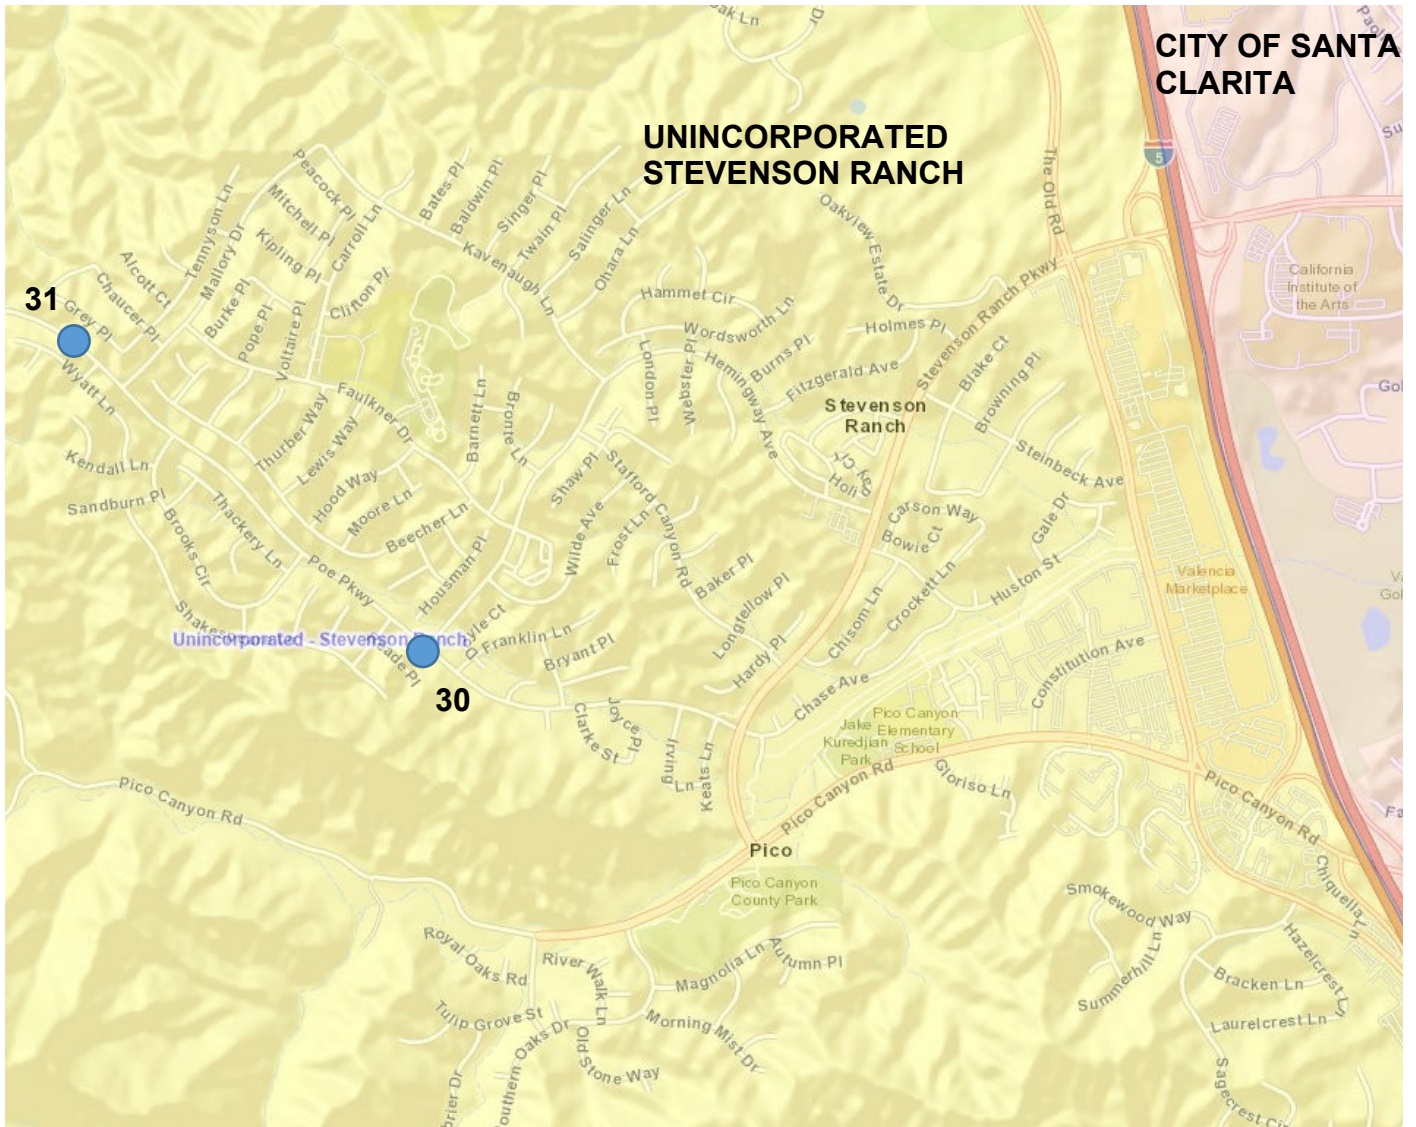 Oak Ln
Dr
CITY OF SANTA
CLARITA
5
UNINCORPORATED
STEVENSON RANCH
The Old Rd
Peacock Pl
Mitchell Pl
Kipling Pl
Carroll Ln
Bates Pl
Baldwin Pl
Singer Pl
Twain Pl
Salinger Ln
Ohara Ln
Kavenaugh Ln
Tennyson Ln
Mallory Dr
Alcott Ct
Chaucer Pl
Grey Pl
31
Burke Pl
Pope Pl
Voltaire Pl
Clifton Pl
Oakview Estate Dr
Stevenson Ranch Pkwy
California
Institute of
the Arts
Hammet Cir
Wordsworth Ln
Holmes Pl
London Pl
Webster Pl
Hemingway Ave
Burns Pl
Fitzgerald Ave
Blake Ct
Browning Pl
Stevenson
Ranch
Steinbeck Ave
Wyatt Ln
Faulkner Dr
Thurber Way
Lewis Way
Hood Way
Moore Ln
Beecher Ln
Barnett Ln
Bronte Ln
Shaw Pl
Stafford Canyon Rd
Wilde Ave
Frost Ln
Kendall Ln
Sandburn Pl
Brooks Cir
Thackery Ln
Poe Pkwy
Housman Pl
Carson Way
Bowie Ct
Gale Dr
Crockett Ln
Huston St
Chisom Ln
Baker Pl
Longfellow Pl
Hardy Pl
Valencia
Marketplace
Unincorporated - Stevenson Ranch
30
Franklin Ln
Bryant Pl
Clarke St
Joyce Pl
Irving Ln
Keats Ln
Chase Ave
Constitution Ave
Pico Canyon
Elementary
School
Jake
Kuredjian
Park
Pico Canyon Rd
Gloriso Ln
Pico Canyon Rd
Pico Canyon Rd
Pico
Pico Canyon
County Park
Chiquella Ln
Smokewood Way
Summerhill Ln
Hazelcrest Ln
Bracken Ln
Laurelcrest Ln
Sagecrest Cir
Royal Oaks Rd
River Walk Ln
Magnolia Ln
Autumn Pl
Tulip Grove St
Old Stone Way
Morning Mist Dr